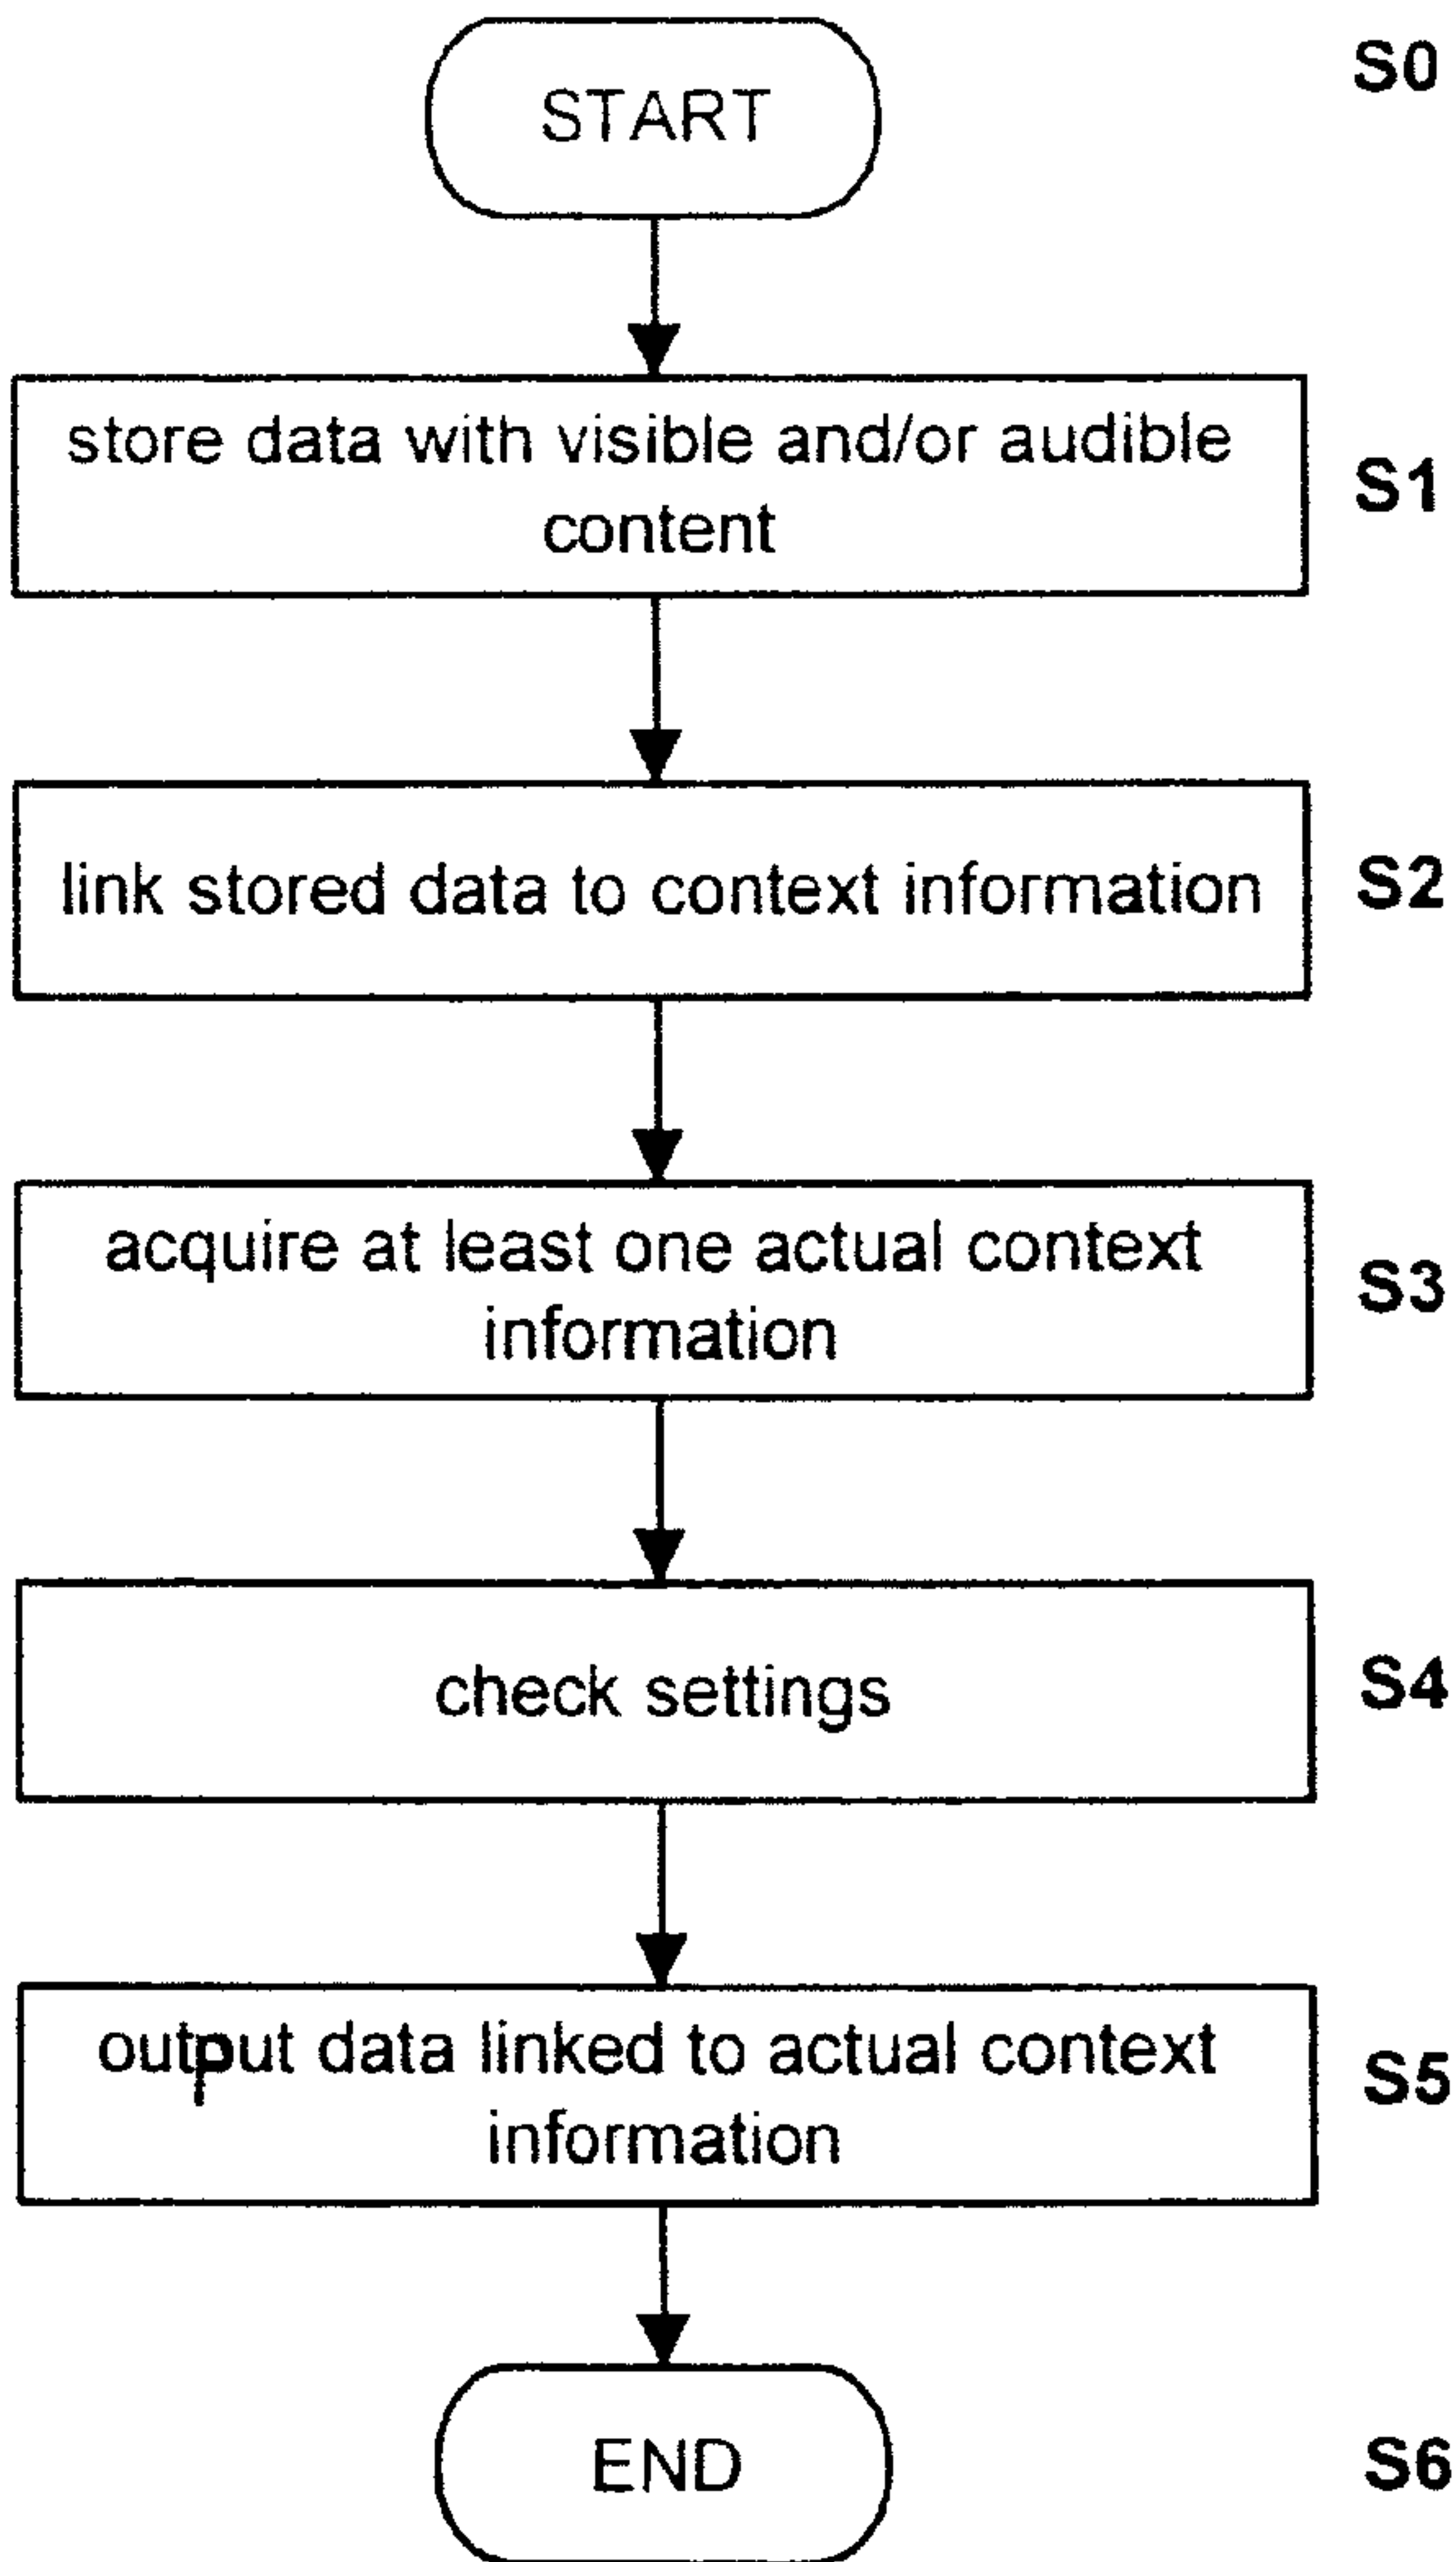 START
S0
store data with visible and/or audible
content
S1
link stored data to context information
S2
acquire at least one actual context
information
S3
check settings
S4
output data linked to actual context
information
S5
END
S6